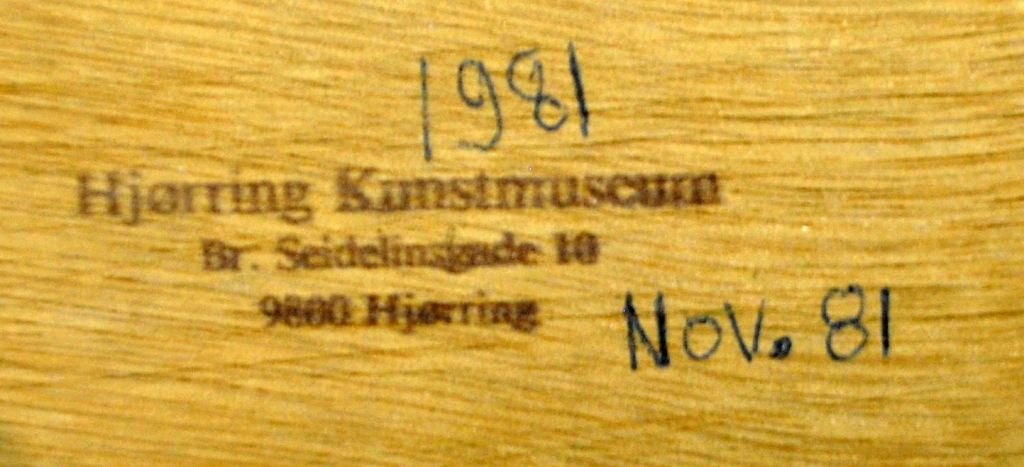 1981
Hjørring Kunstmuseum
Br. Seidelinsgade 10
9800 Hjørring
Nov. 81